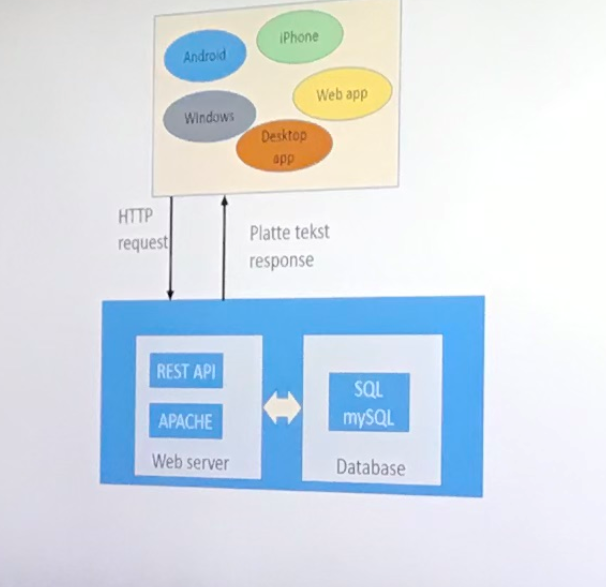 iPhone
Android
Web app
Windows
Desktop
app
HTTP
request
Platte tekst
response
REST API
APACHE
Web server
SQL
mySQL
Database